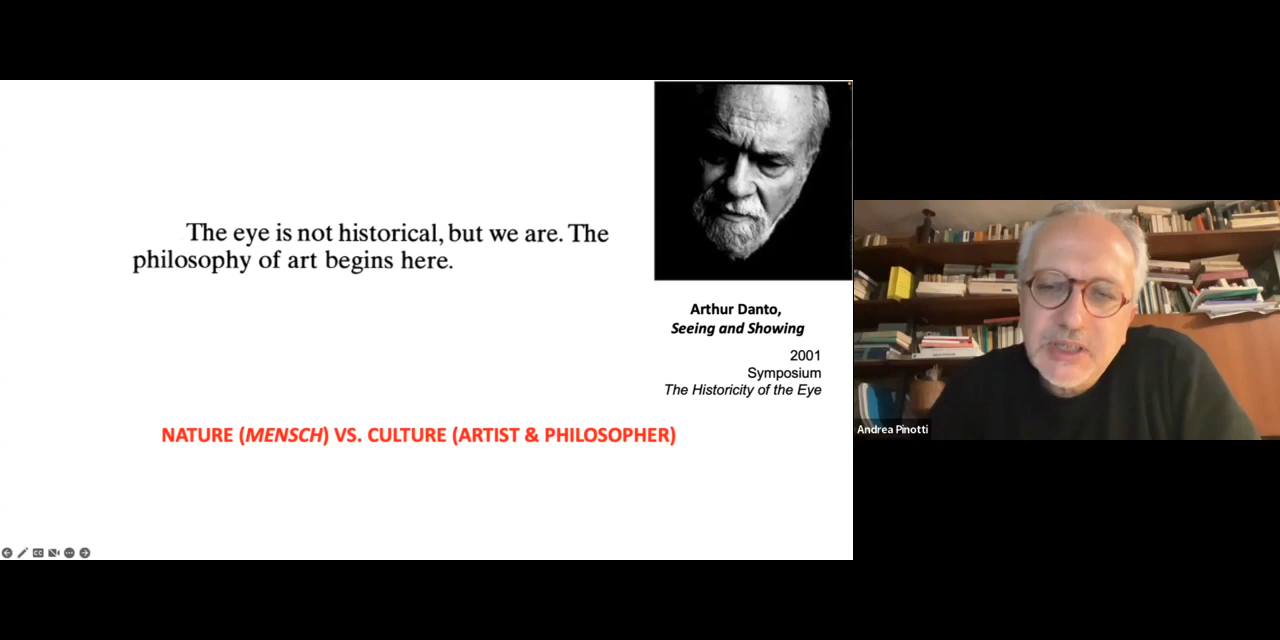 The eye is not historical, but we are. The
philosophy of art begins here.
Arthur Danto,
Seeing and Showing
2001
Symposium
The Historicity of the Eye
NATURE (MENSCH) VS. CULTURE (ARTIST & PHILOSOPHER)
Andrea Pinotti